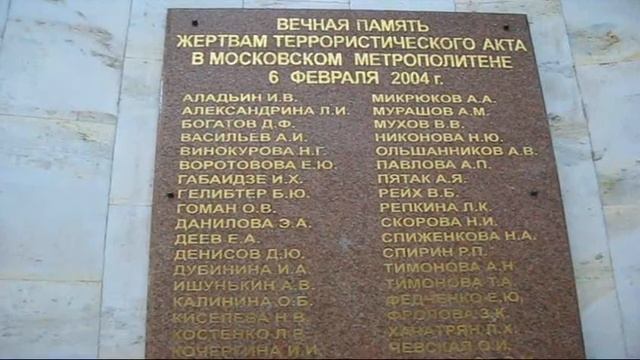 ВЕЧНАЯ ПАМЯТЬ
ЖЕРТВАМ ТЕРРОРИСТИЧЕСКОГО АКТА
В МОСКОВСКОМ МЕТРОПОЛИТЕНЕ
6 ФЕВРАЛЯ 2004 г.
АЛАДЬИН И.В.
АЛЕКСАНДРИНА Л.И.
БОГАТОВ Д.Ф.
ВАСИЛЬЕВ А.И.
ВИНОКУРОВА Н.Г.
ВОРОТОВОВА Е.Ю.
ГАБАИДЗЕ И.Х.
ГЕЛИБТЕР Б.Ю.
ГОМАН О.В.
ДАНИЛОВА Э.А.
ДЕЕВ Е.А.
ДЕНИСОВ Д.Ю.
ДУБИНИНА И.А.
ИШУНЬКИН А.В.
КАЛИНИНА О.Б.
КИСЕЛЕВА Н.В.
КОСТЕНКО Л.В.
КОЧЕРГИНА И.И.
МИКРЮКОВ А.А.
МУРАШОВ А.М.
МУХОВ В.В.
НИКОНОВА Н.Ю.
ОЛЬШАННИКОВ А.В.
ПАВЛОВА А.П.
ПЯТАК А.Я.
РЕЙХ В.Б.
РЕПКИНА Л.К.
СКОРОВА Н.И.
СПИЖЕНКОВА Н.А.
СПИРИН Р.П.
ТИМОНОВА А.Н
ТИМОНОВА Т.А.
ФЕДЧЕНКО Е.Ю.
ФРОЛОВА З.К.
ХАЧАТРЯН Л.Х.
ЧЕВСКАЯ О.И.